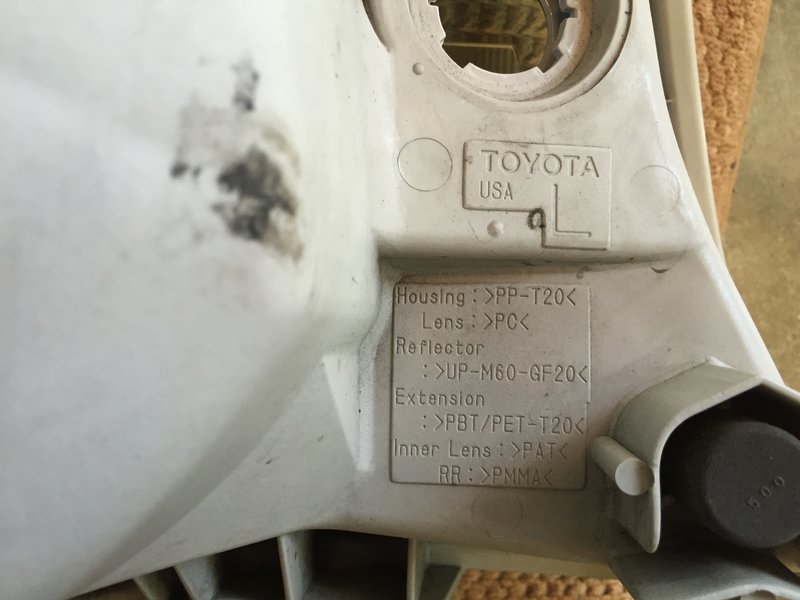 TOYOTA
USA
L
Housing:>PP-T20<
Lens:>PC<
Reflector
:>UP-M60-GF20<
Extension
:>PBT/PET-T20<
Inner Lens:>PAT<
RR:>PMMA<
500